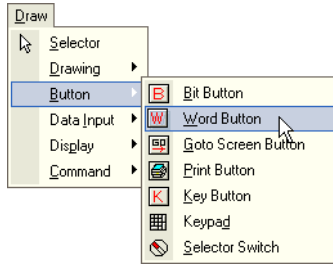 Draw
Selector
Drawing
Button
Data Input
Display
Command
B Bit Button
W Word Button
GO Goto Screen Button
Print Button
K Key Button
Keypad
Selector Switch